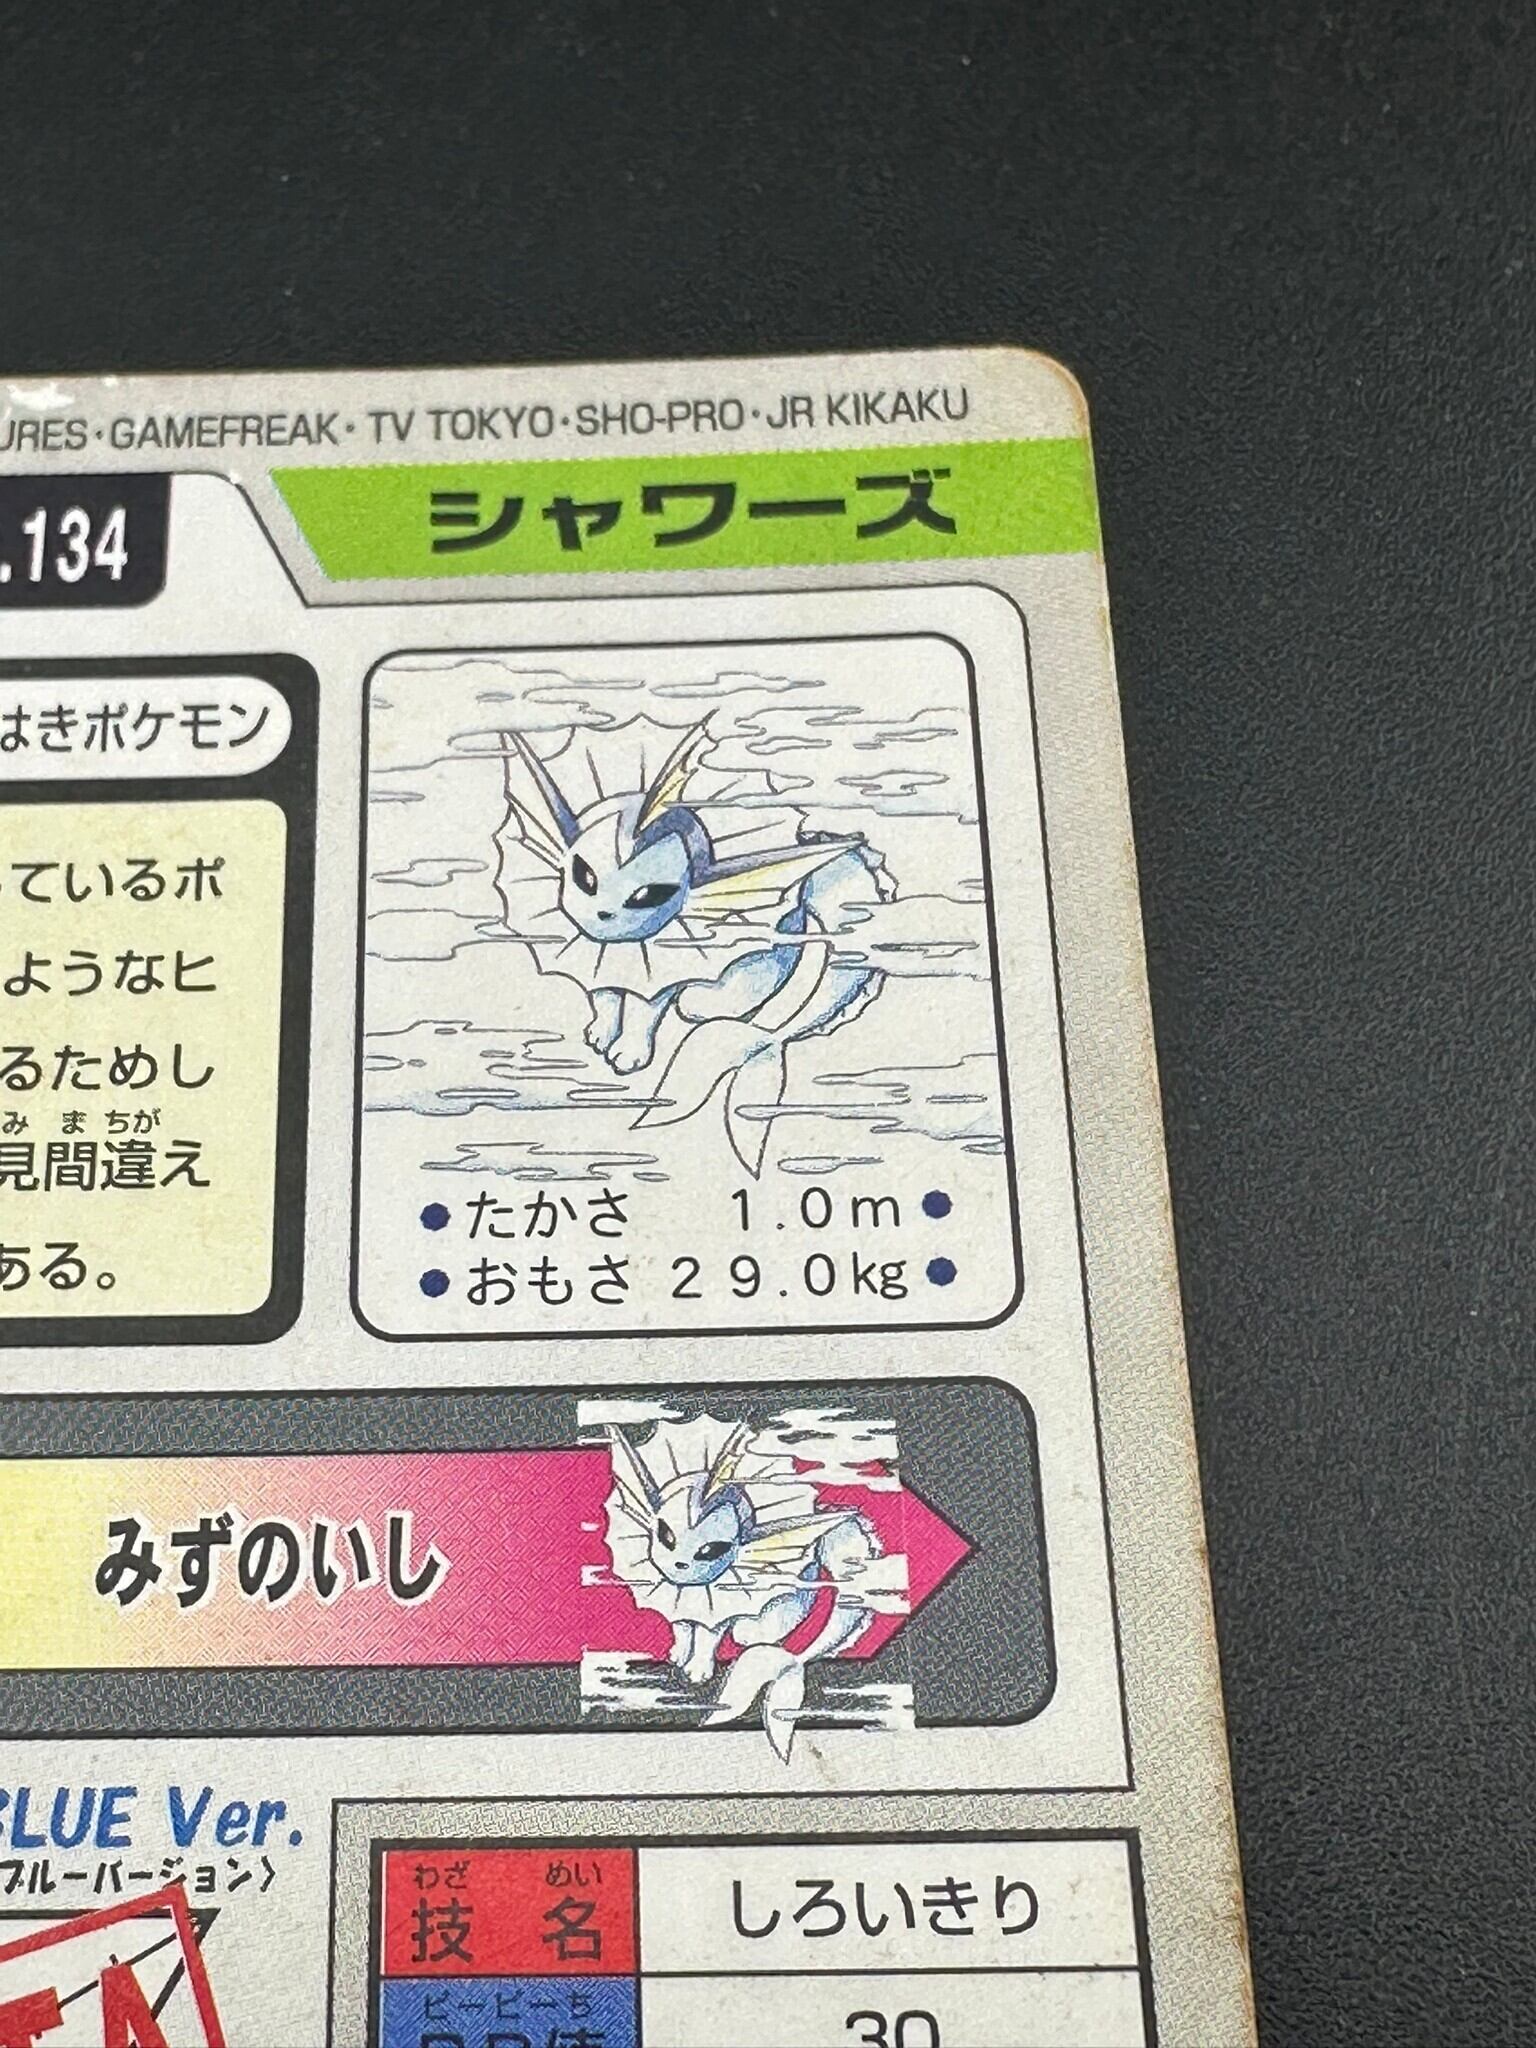 URES・GAMEFREAK・TV TOKYO・SHO-PRO・JR KIKAKU
.134
シャワーズ
はきポケモン
ているポ
ようなヒ
るためし
み ま ちが
見間違え
ある。
たかさ 1.0m
おもさ 29.0kg
みずのいし
BLUE Ver.
ブルーバージョン〉
わざ めい
技名
しろいきり
ピーピーち
PP値
30
TA